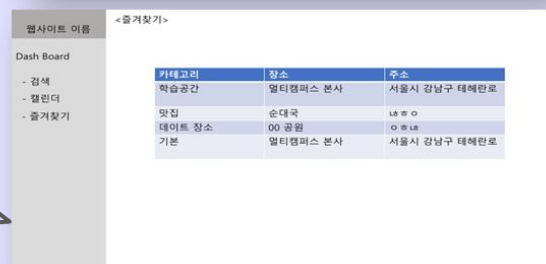 웹사이트 이름
<즐겨찾기>
Dash Board
- 검색
- 캘린더
- 즐겨찾기
카테고리 장소 주소
학습공간 멀티캠퍼스 본사 서울시 강남구 테헤란로
맛집 순대국 ㄴㅎㅎㅇ
데이트 장소 00 공원 ㅇㅎㄴㅎ
기본 멀티캠퍼스 본사 서울시 강남구 테헤란로